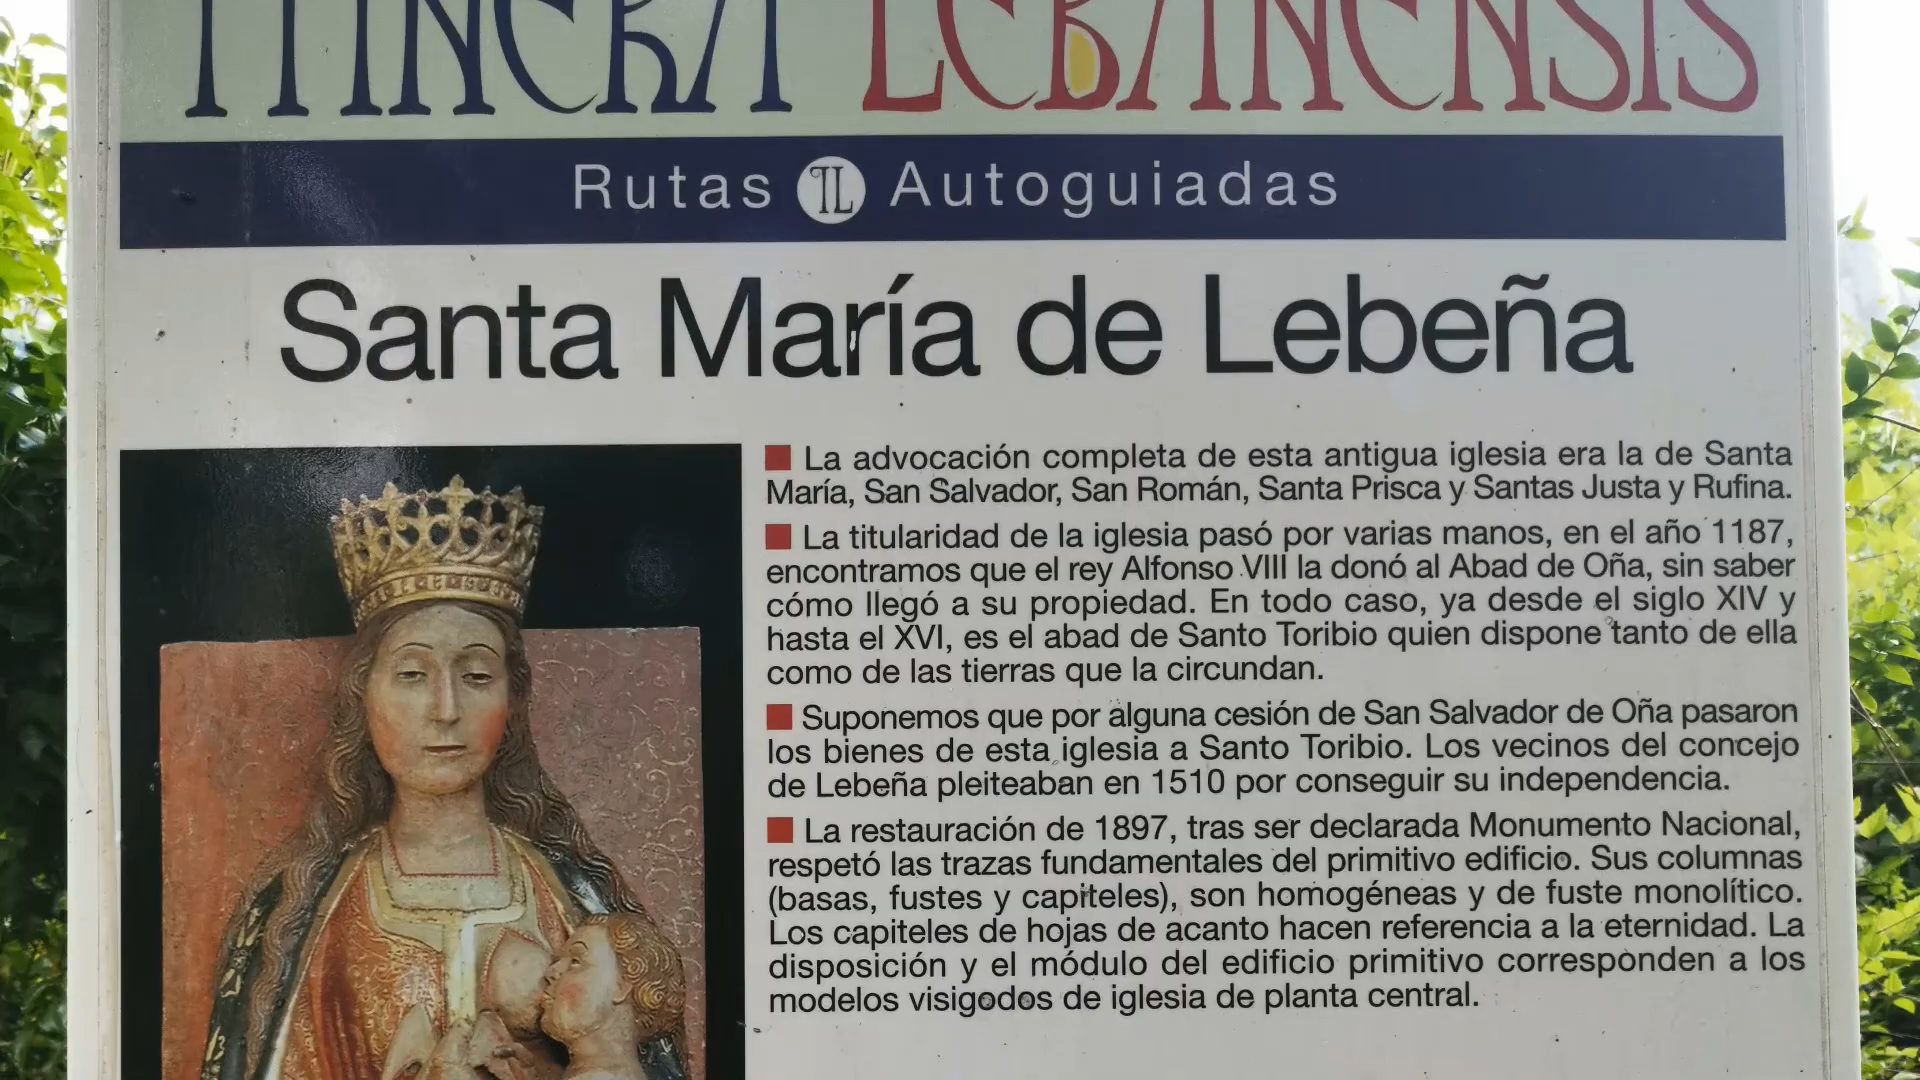 ITINERA LEBANENSIS
Rutas IL Autoguiadas
Santa María de Lebeña
La advocación completa de esta antigua iglesia era la de Santa
María, San Salvador, San Román, Santa Prisca y Santas Justa y Rufina.
La titularidad de la iglesia pasó por varias manos, en el año 1187,
encontramos que el rey Alfonso VIII la donó al Abad de Oña, sin saber
cómo llegó a su propiedad. En todo caso, ya desde el siglo XIV y
hasta el XVI, es el abad de Santo Toribio quien dispone tanto de ella
como de las tierras que la circundan.
Suponemos que por alguna cesión de San Salvador de Oña pasaron
los bienes de esta iglesia a Santo Toribio. Los vecinos del concejo
de Lebeña pleiteaban en 1510 por conseguir su independencia.
La restauración de 1897, tras ser declarada Monumento Nacional,
respetó las trazas fundamentales del primitivo edificio. Sus columnas
(basas, fustes y capiteles), son homogéneas y de fuste monolítico.
Los capiteles de hojas de acanto hacen referencia a la eternidad. La
disposición y el módulo del edificio primitivo corresponden a los
modelos visigodos de iglesia de planta central.